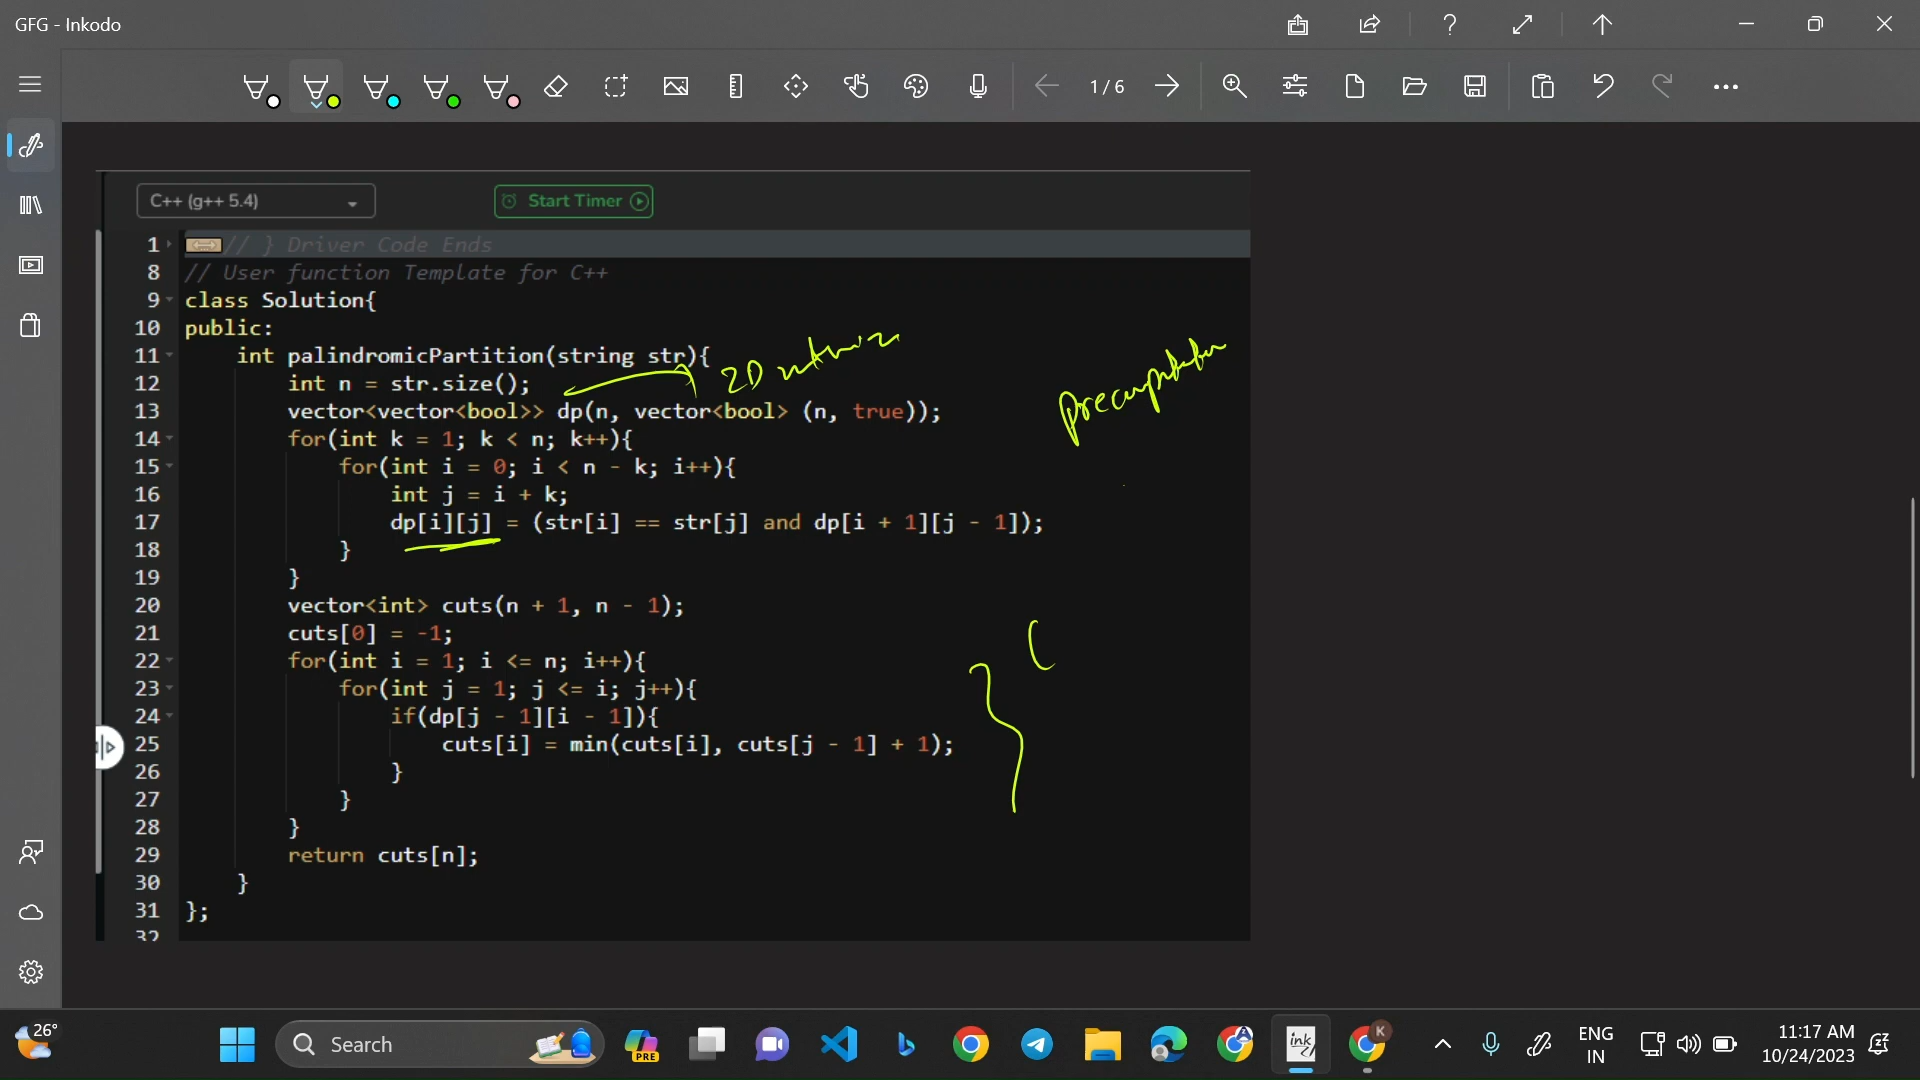 GFG - Inkodo
1 / 6
C++ (g++ 5.4)
Start Timer
1 // } Driver Code Ends
8 // User function Template for C++
9 class Solution{
10 public:
11 int palindromicPartition(string str){
12 int n = str.size();
2D
13 vector<vector<bool>> dp(n, vector<bool> (n, true));
14 for(int k = 1; k < n; k++){
15 for(int i = 0; i < n - k; i++){
16 int j = i + k;
17 dp[i][j] = (str[i] == str[j] and dp[i + 1][j - 1]);
18 }
19 }
20 vector<int> cuts(n + 1, n - 1);
21 cuts[0] = -1;
22 for(int i = 1; i <= n; i++){
23 for(int j = 1; j <= i; j++){
24 if(dp[j - 1][i - 1]){
25 cuts[i] = min(cuts[i], cuts[j - 1] + 1);
26 }
27 }
28 }
29 return cuts[n];
30 }
31 };
32
26°
Search
PRE
ink
K
ENG
IN
11:17 AM
10/24/2023